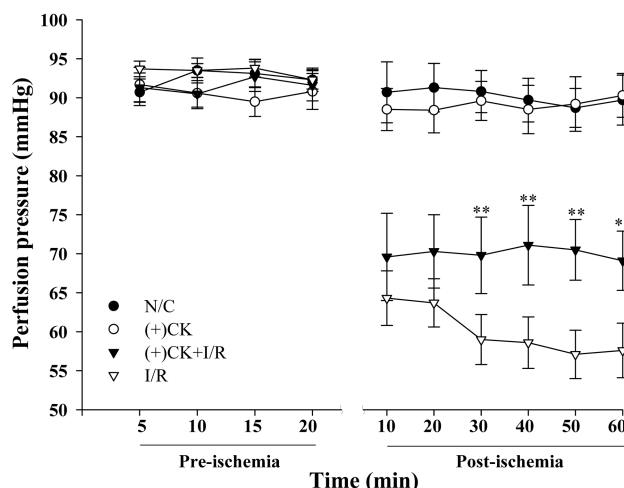 Perfusion pressure (mmHg)
100
95
90
85
80
75
70
65
60
55
50
** ** ** *
N/C
(+)CK
(+)CK+I/R
I/R
5 10 15 20 10 20 30 40 50 60
Pre-ischemia Post-ischemia
Time (min)